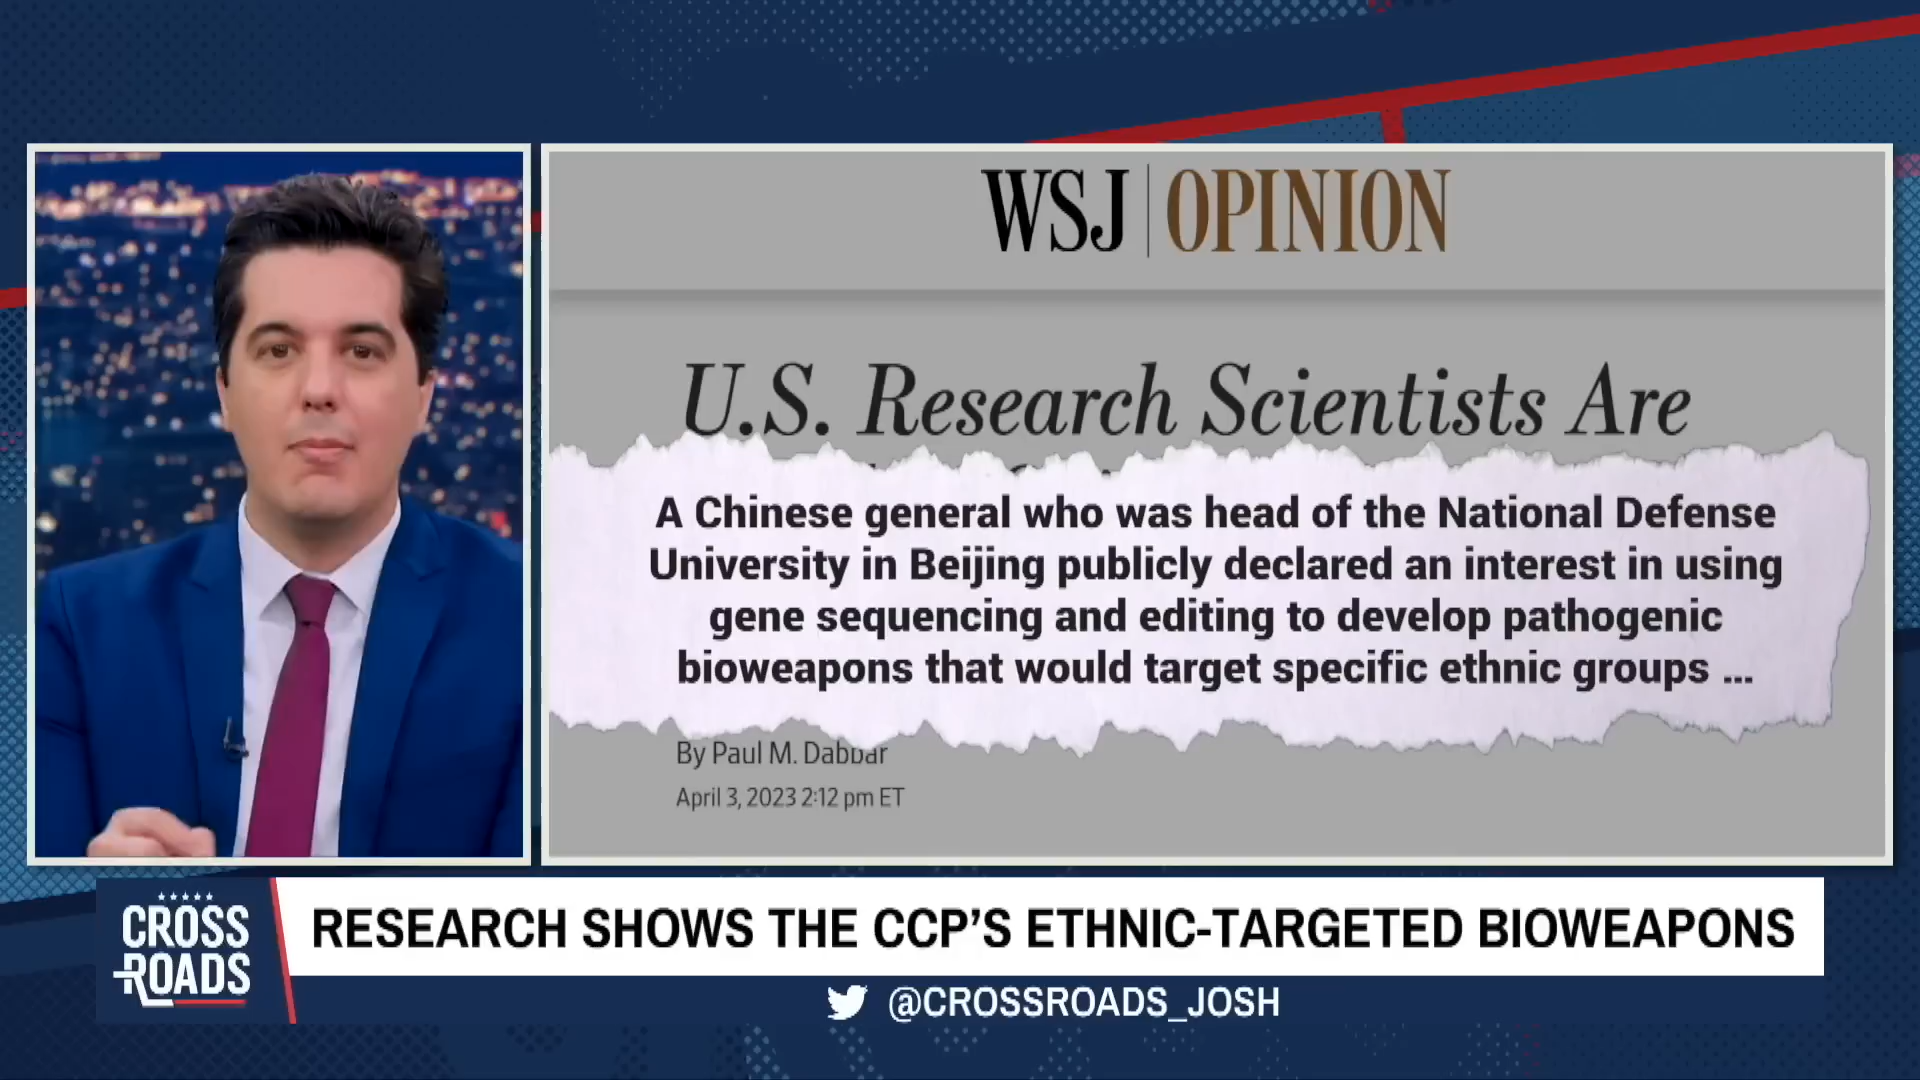 WSJ OPINION
U.S. Research Scientists Are
A Chinese general who was head of the National Defense
University in Beijing publicly declared an interest in using
gene sequencing and editing to develop pathogenic
bioweapons that would target specific ethnic groups ...
By Paul M. Dabbar
April 3, 2023 2:12 pm ET
CROSS
ROADS
RESEARCH SHOWS THE CCP'S ETHNIC-TARGETED BIOWEAPONS
@CROSSROADS_JOSH